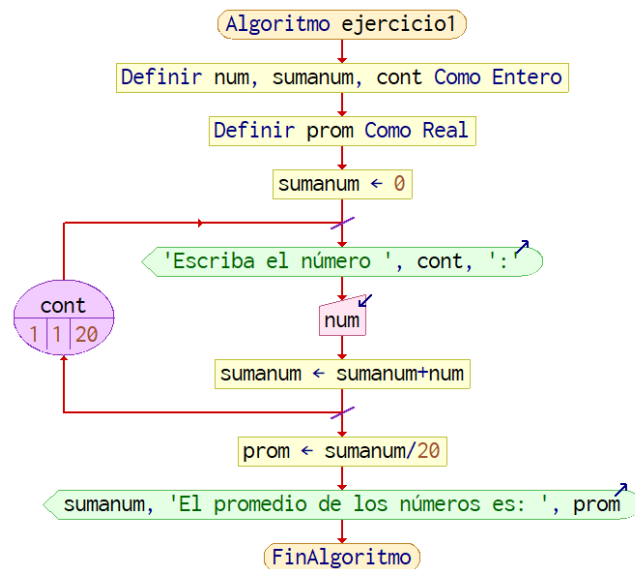 Algoritmo ejercicio1
Definir num, sumanum, cont Como Entero
Definir prom Como Real
sumanum ← 0
'Escriba el número ', cont, ':'
cont
1 1 20
num
sumanum ← sumanum+num
prom ← sumanum/20
sumanum, 'El promedio de los números es: ', prom
FinAlgoritmo